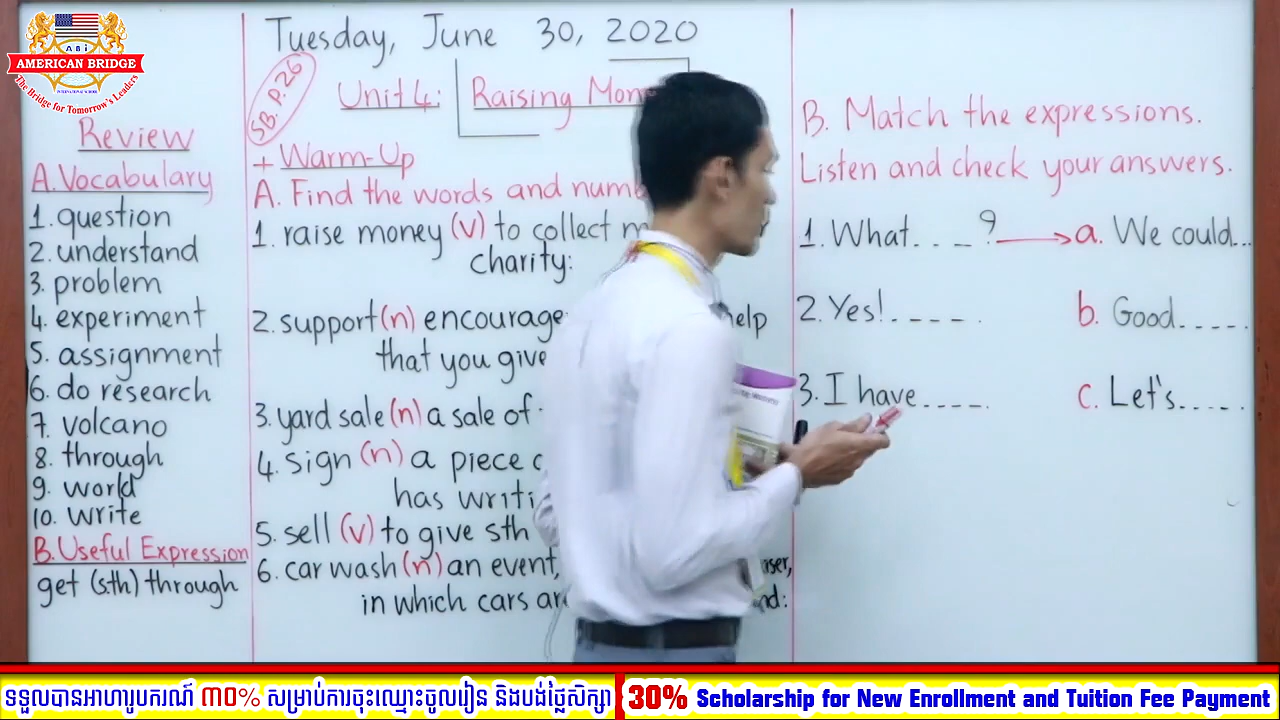 ABi
AMERICAN BRIDGE
INTERNATIONAL SCHOOL
The Bridge for Tomorrow's Leaders
Tuesday, June 30, 2020
SB. P. 26
Unit 4: Raising Mon
Review
A. Vocabulary
1. question
2. understand
3. problem
4. experiment
5. assignment
6. do research
7. volcano
8. through
9. world
10. write
B. Useful Expression
get (sth) through
+ Warm-Up
A. Find the words and numb
1. raise money (v) to collect m
charity:
2. support (n) encourage help
that you give
3. yard sale (n) a sale of
4. sign (n) a piece
has writi
5. sell (v) to give sth
6. car wash (n) an event,
in which cars are
B. Match the expressions.
Listen and check your answers.
1. What. . . _ ? → a. We could...
2. Yes! . _ _ _ _ . b. Good.....
3. I have . _ _ _ _ . c. Let's.....
ទទួលបានអាហារូបករណ៍ ៣០% សម្រាប់ការចុះឈ្មោះចូលរៀន និងបង់ថ្លៃសិក្សា
30% Scholarship for New Enrollment and Tuition Fee Payment